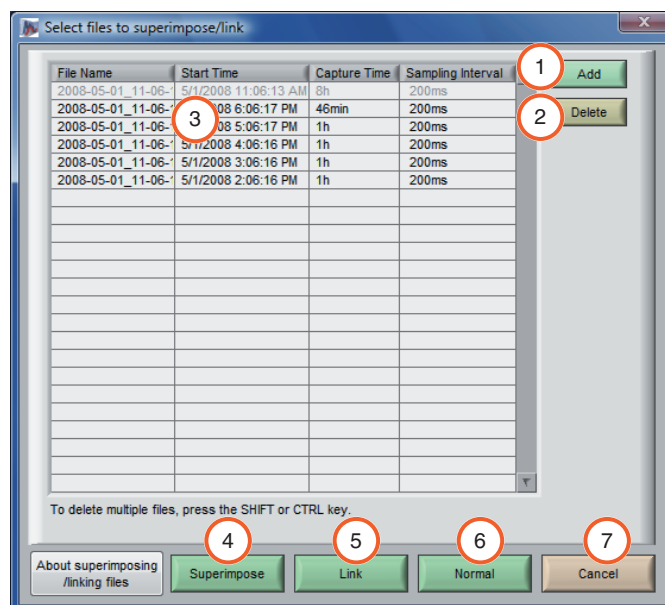 Select files to superimpose/link
File Name Start Time Capture Time Sampling Interval
2008-05-01_11-06- 5/1/2008 11:06:13 AM 8h 200ms
2008-05-01_11-06- 08 6:06:17 PM 46min 200ms
2008-05-01_11-06- 08 5:06:17 PM 1h 200ms
2008-05-01_11-06- 5/1/2008 4:06:16 PM 1h 200ms
2008-05-01_11-06- 5/1/2008 3:06:16 PM 1h 200ms
2008-05-01_11-06- 5/1/2008 2:06:16 PM 1h 200ms
1 Add
2 Delete
3
To delete multiple files, press the SHIFT or CTRL key.
4 5 6 7
About superimposing
/linking files
Superimpose Link Normal Cancel